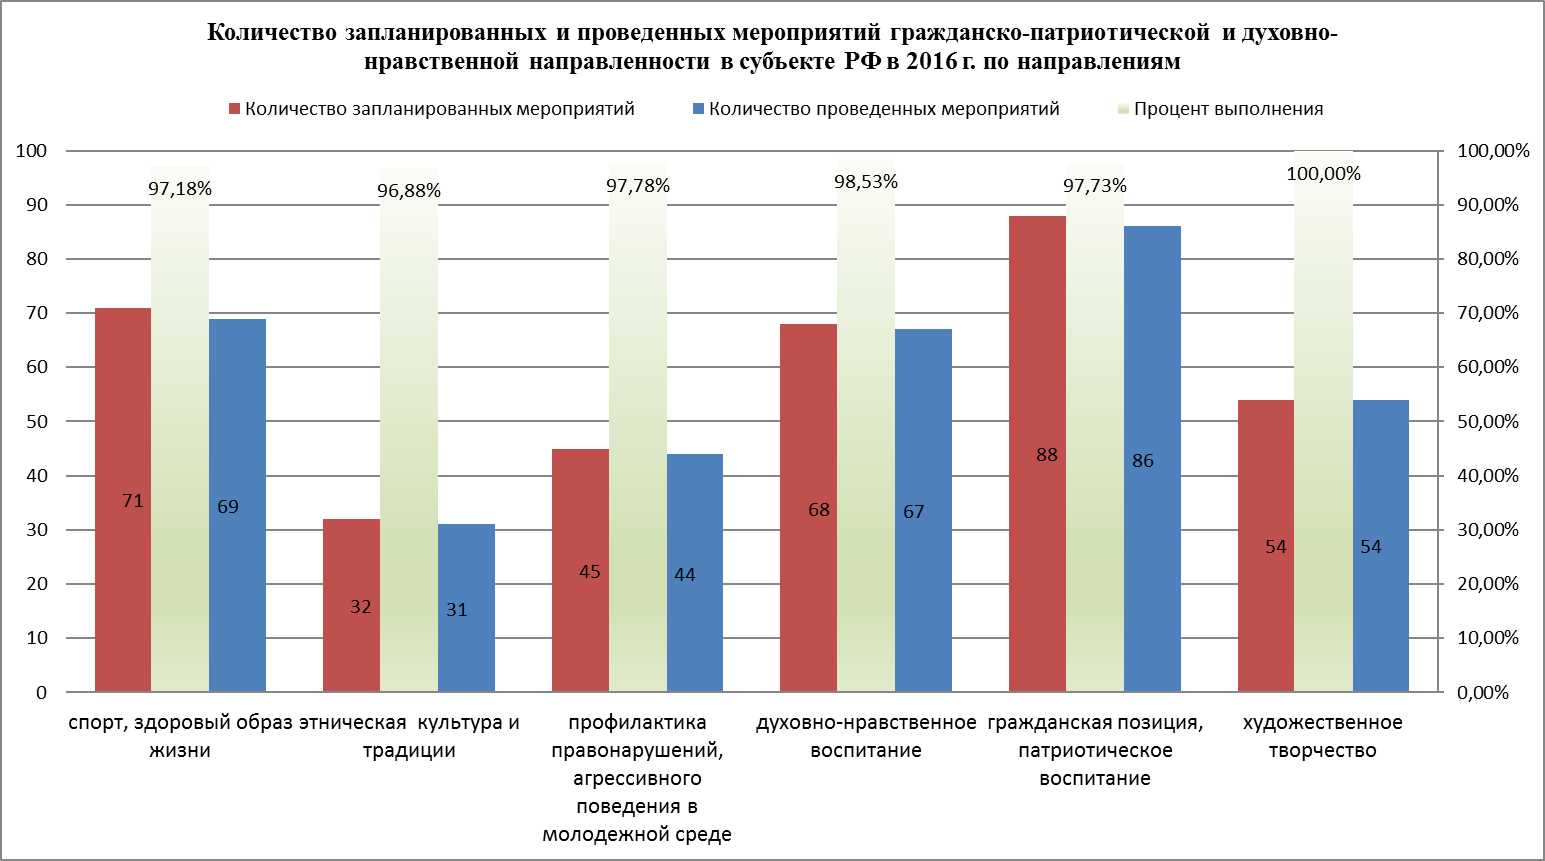 Количество запланированных и проведенных мероприятий гражданско-патриотической и духовно-
нравственной направленности в субъекте РФ в 2016 г. по направлениям
Количество запланированных мероприятий
Количество проведенных мероприятий
Процент выполнения
100
90
80
70
60
50
40
30
20
10
0
100,00%
90,00%
80,00%
70,00%
60,00%
50,00%
40,00%
30,00%
20,00%
10,00%
0,00%
97,18%
96,88%
97,78%
98,53%
97,73%
100,00%
71
69
32
31
45
44
68
67
88
86
54
54
спорт, здоровый образ
жизни
этническая культура и
традиции
профилактика
правонарушений,
агрессивного
поведения в
молодежной среде
духовно-нравственное
воспитание
гражданская позиция,
патриотическое
воспитание
художественное
творчество